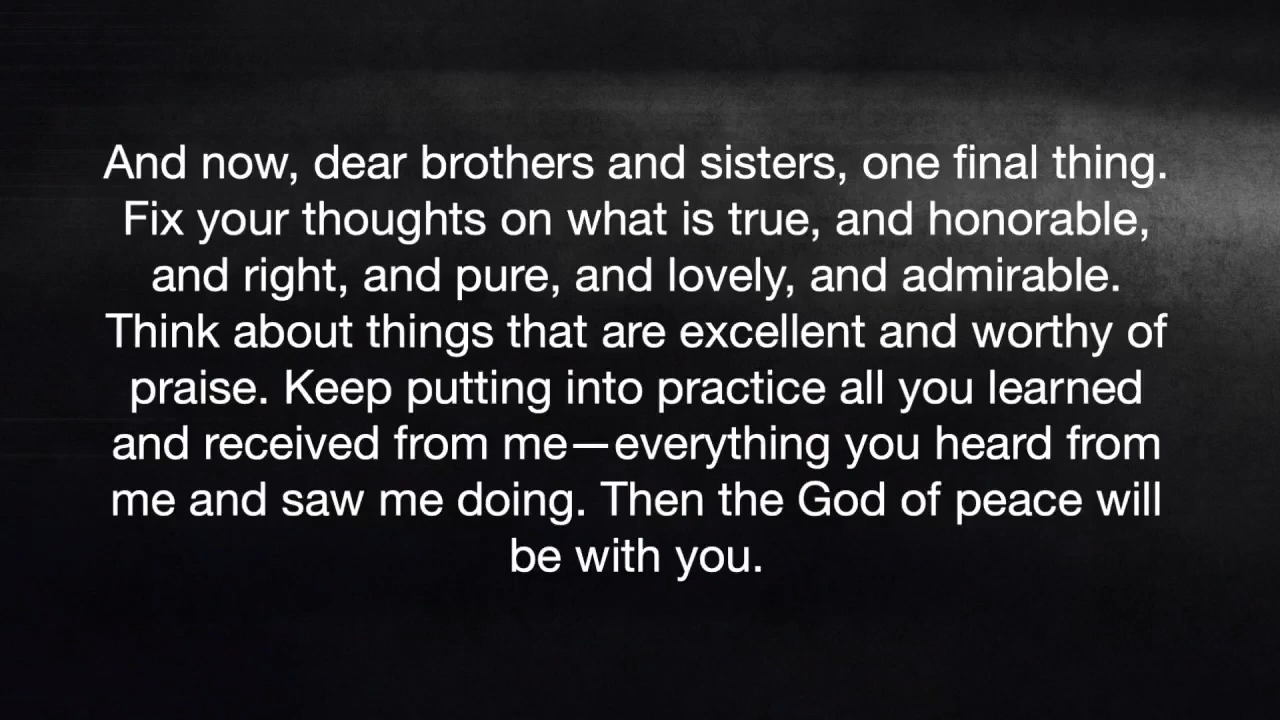 And now, dear brothers and sisters, one final thing.
Fix your thoughts on what is true, and honorable,
and right, and pure, and lovely, and admirable.
Think about things that are excellent and worthy of
praise. Keep putting into practice all you learned
and received from me—everything you heard from
me and saw me doing. Then the God of peace will
be with you.